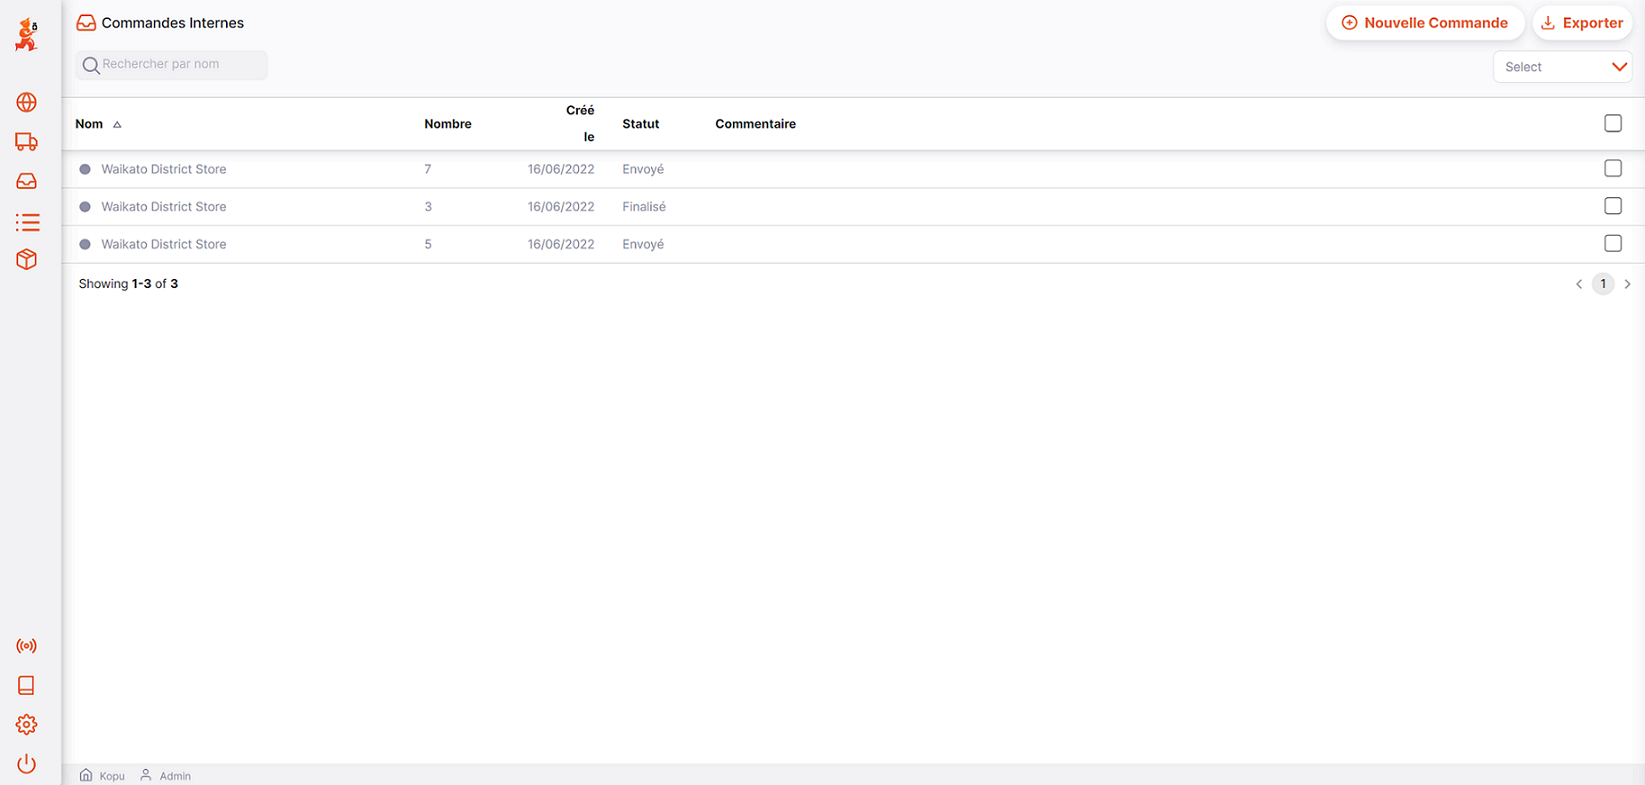 Commandes Internes
Nouvelle Commande
Exporter
Rechercher par nom
Select
Nom Nombre Créé le Statut Commentaire
Waikato District Store 7 16/06/2022 Envoyé
Waikato District Store 3 16/06/2022 Finalisé
Waikato District Store 5 16/06/2022 Envoyé
Showing 1-3 of 3
1
Kopu Admin